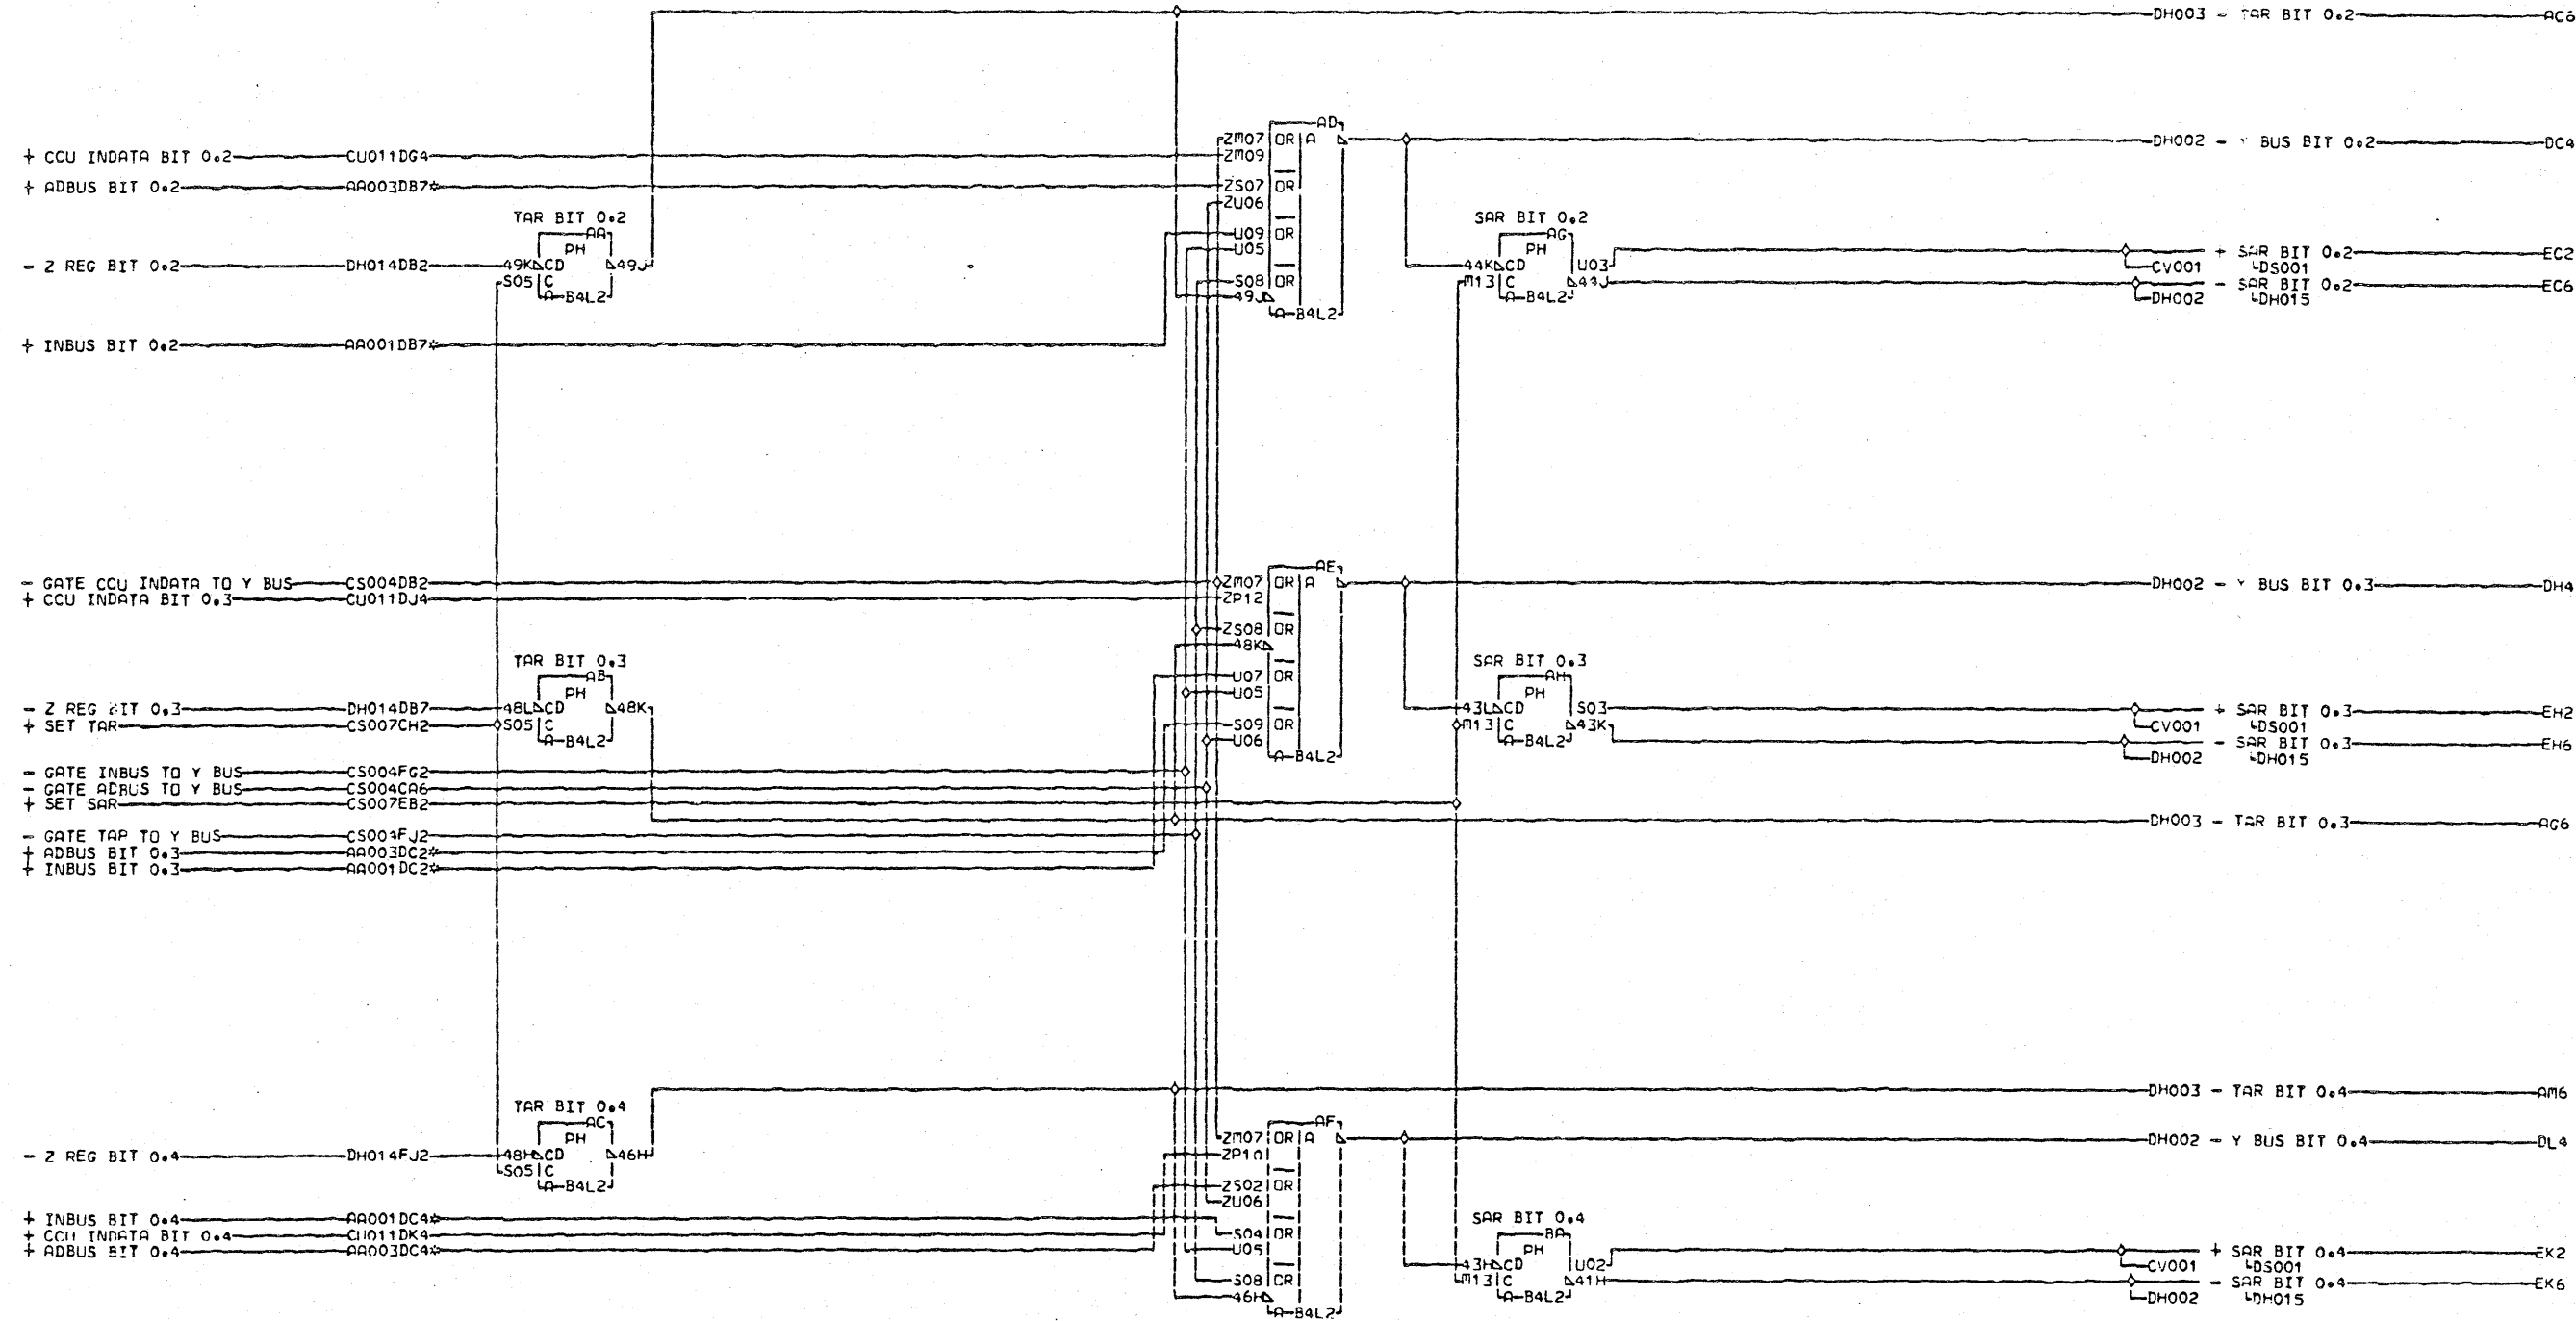 DH003 - TAR BIT 0.2 AC6
AD
+ CCU INDATA BIT 0.2 CU011DG4 ZM07 OR A DH002 - Y BUS BIT 0.2 DC4
ZM09
+ ADBUS BIT 0.2 AA003DB7* ZS07 OR
ZU06
TAR BIT 0.2 SAR BIT 0.2
AA U09 OR AG
PH U05 PH
- Z REG BIT 0.2 DH014DB2 49K CD 49J 44K CD U03 + SAR BIT 0.2 EC2
CV001 DS001
S05 C S08 OR M13 C 44J - SAR BIT 0.2 EC6
A-B4L2 49J A-B4L2 DH002 DH015
A-B4L2
+ INBUS BIT 0.2 AA001DB7*
AE
- GATE CCU INDATA TO Y BUS CS004DB2 ZM07 OR A DH002 - Y BUS BIT 0.3 DH4
+ CCU INDATA BIT 0.3 CU011DJ4 ZP12
ZS08 OR
48K
TAR BIT 0.3 SAR BIT 0.3
AB U07 OR AH
PH U05 PH
- Z REG BIT 0.3 DH014DB7 48L CD 48K 43L CD S03 + SAR BIT 0.3 EH2
+ SET TAR CS007CH2 S05 C S09 OR M13 C 43K CV001 DS001
A-B4L2 U06 A-B4L2 - SAR BIT 0.3 EH6
A-B4L2 DH002 DH015
- GATE INBUS TO Y BUS CS004FG2
- GATE ADBUS TO Y BUS CS004CA6
+ SET SAR CS007EB2
DH003 - TAR BIT 0.3 AG6
- GATE TAP TO Y BUS CS004FJ2
+ ADBUS BIT 0.3 AA003DC2*
+ INBUS BIT 0.3 AA001DC2*
DH003 - TAR BIT 0.4 AM6
TAR BIT 0.4
AC AF
PH ZM07 OR A DH002 - Y BUS BIT 0.4 DL4
- Z REG BIT 0.4 DH014FJ2 48H CD 46H ZP10
S05 C
A-B4L2 ZS02 OR
ZU06
+ INBUS BIT 0.4 AA001DC4* SAR BIT 0.4
+ CCU INDATA BIT 0.4 CU011DK4 S04 OR BA
+ ADBUS BIT 0.4 AA003DC4* U05 PH + SAR BIT 0.4 EK2
43H CD U02 CV001 DS001
S08 OR M13 C 41H - SAR BIT 0.4 EK6
46H A-B4L2 DH002 DH015
A-B4L2